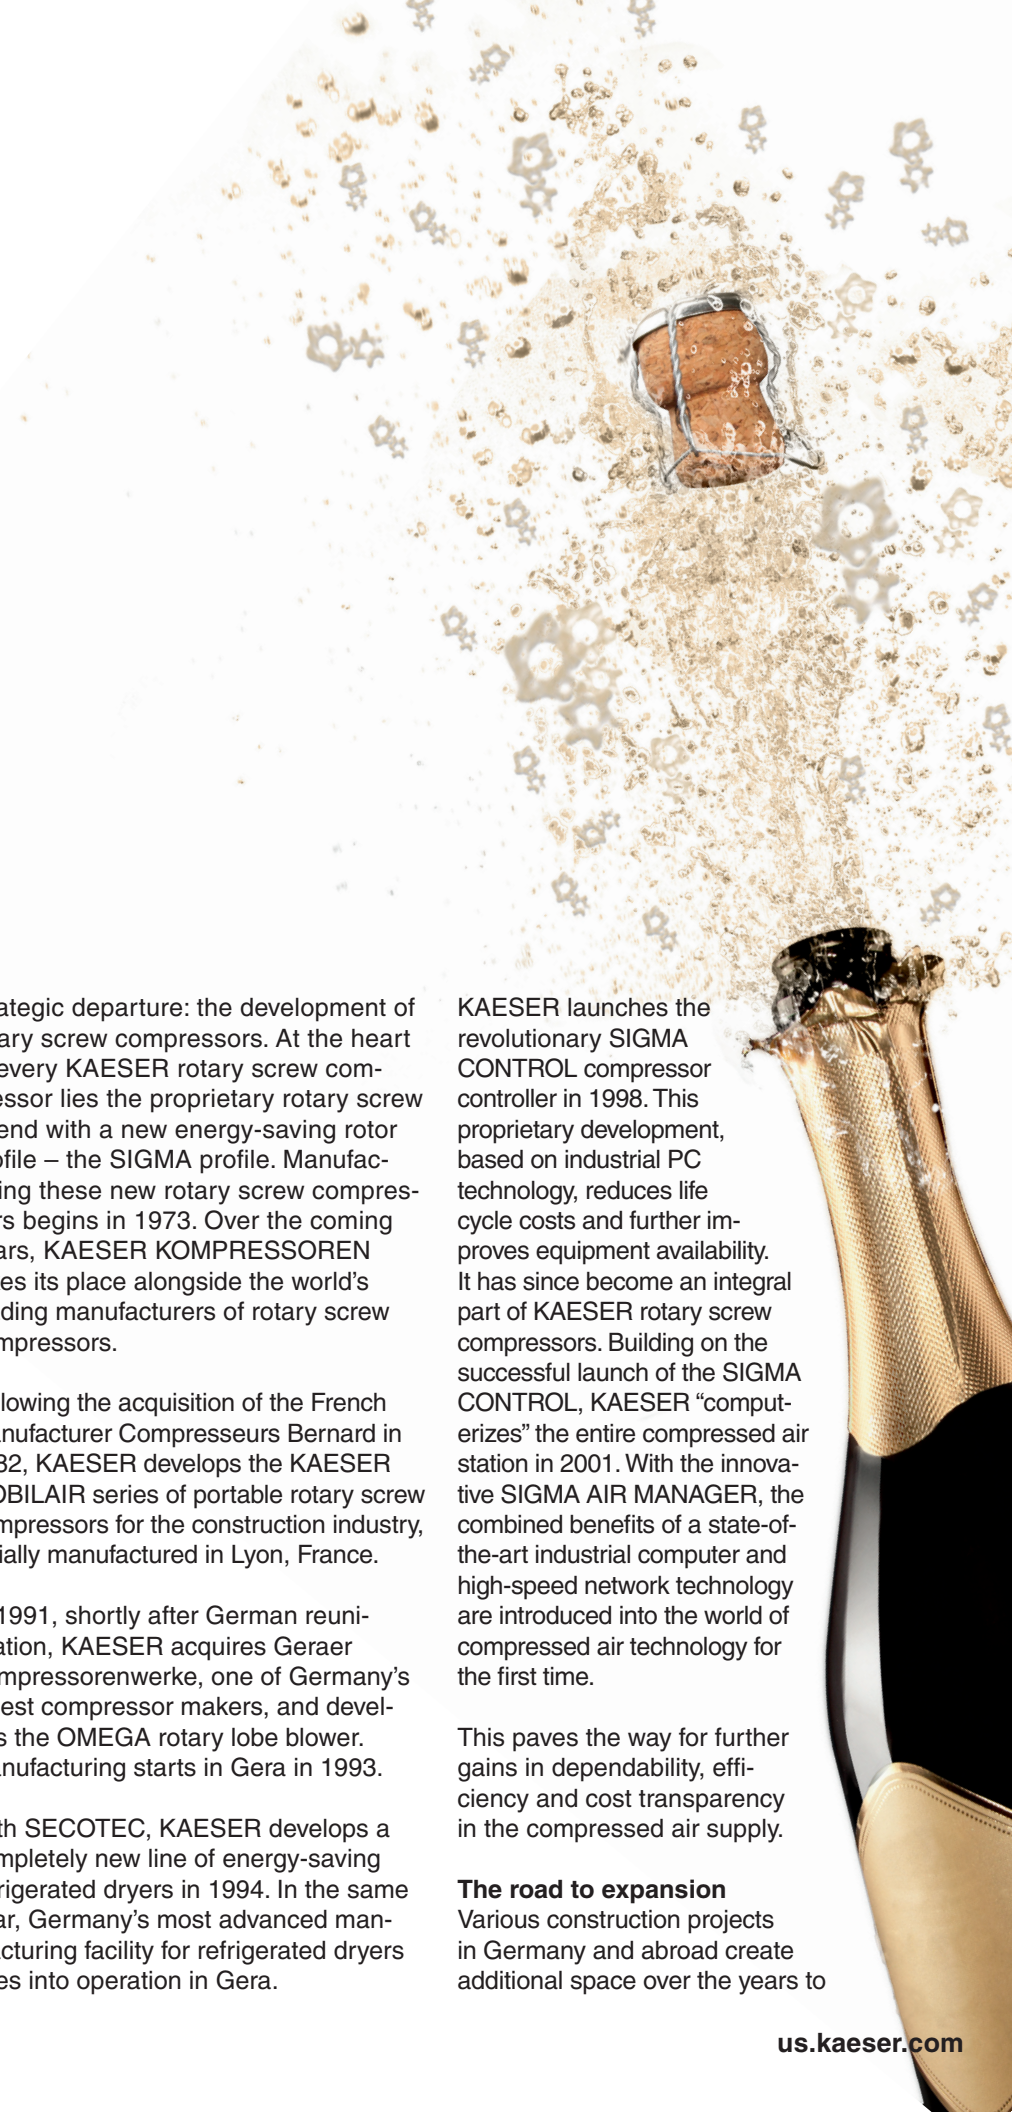 ategic departure: the development of
ary screw compressors. At the heart
every KAESER rotary screw com-
essor lies the proprietary rotary screw
end with a new energy-saving rotor
ofile – the SIGMA profile. Manufac-
ing these new rotary screw compres-
rs begins in 1973. Over the coming
ars, KAESER KOMPRESSOREN
es its place alongside the world’s
ding manufacturers of rotary screw
mpressors.
lowing the acquisition of the French
nufacturer Compresseurs Bernard in
82, KAESER develops the KAESER
OBILAIR series of portable rotary screw
mpressors for the construction industry,
ially manufactured in Lyon, France.
1991, shortly after German reuni-
ation, KAESER acquires Geraer
mpressorenwerke, one of Germany’s
est compressor makers, and devel-
s the OMEGA rotary lobe blower.
nufacturing starts in Gera in 1993.
th SECOTEC, KAESER develops a
mpletely new line of energy-saving
rigerated dryers in 1994. In the same
ar, Germany’s most advanced man-
cturing facility for refrigerated dryers
es into operation in Gera.
KAESER launches the
revolutionary SIGMA
CONTROL compressor
controller in 1998. This
proprietary development,
based on industrial PC
technology, reduces life
cycle costs and further im-
proves equipment availability.
It has since become an integral
part of KAESER rotary screw
compressors. Building on the
successful launch of the SIGMA
CONTROL, KAESER “comput-
erizes” the entire compressed air
station in 2001. With the innova-
tive SIGMA AIR MANAGER, the
combined benefits of a state-of-
the-art industrial computer and
high-speed network technology
are introduced into the world of
compressed air technology for
the first time.
This paves the way for further
gains in dependability, effi-
ciency and cost transparency
in the compressed air supply.
The road to expansion
Various construction projects
in Germany and abroad create
additional space over the years to
us.kaeser.com